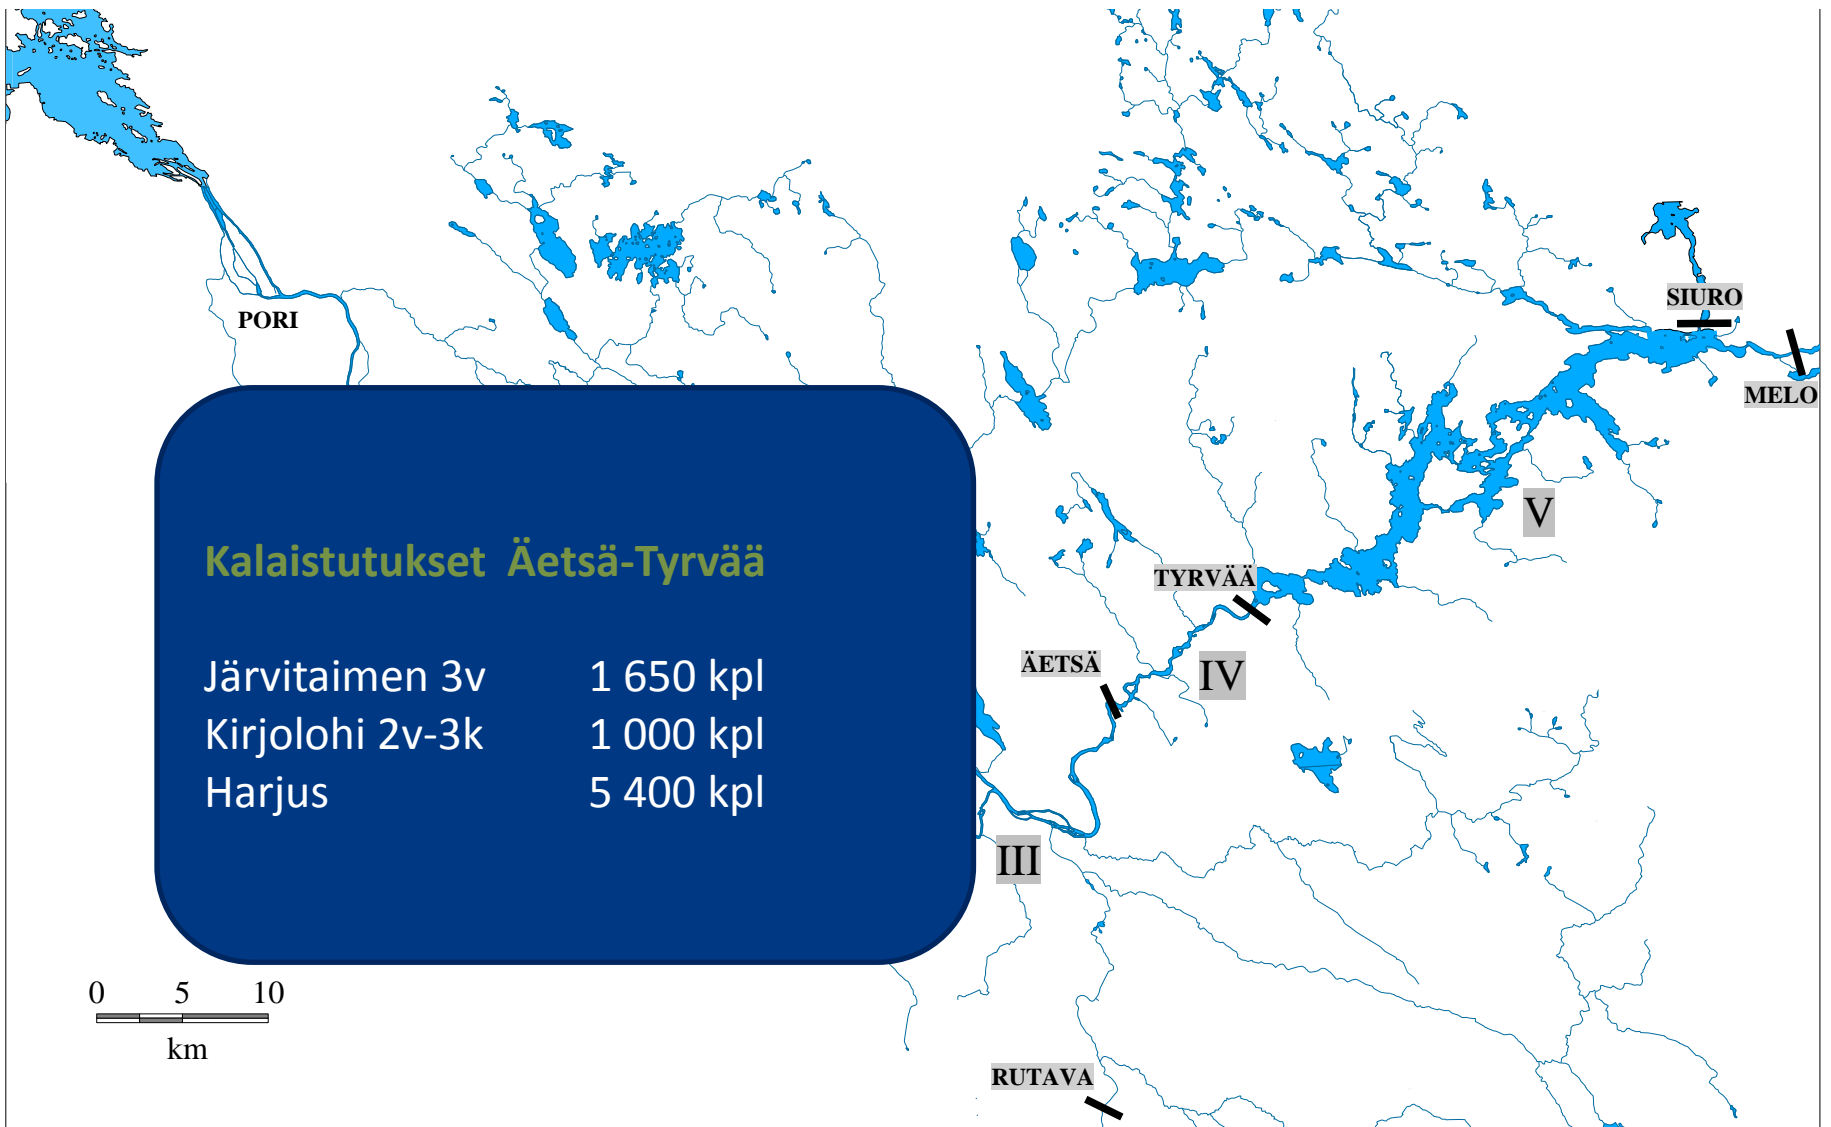 SIURO
PORI
MELO
V
Kalaistutukset Äetsä-Tyrvää
TYRVÄÄ
ÄETSÄ
IV
Järvitaimen 3v 1 650 kpl
Kirjolohi 2v-3k 1 000 kpl
Harjus 5 400 kpl
III
0 5 10
km
RUTAVA